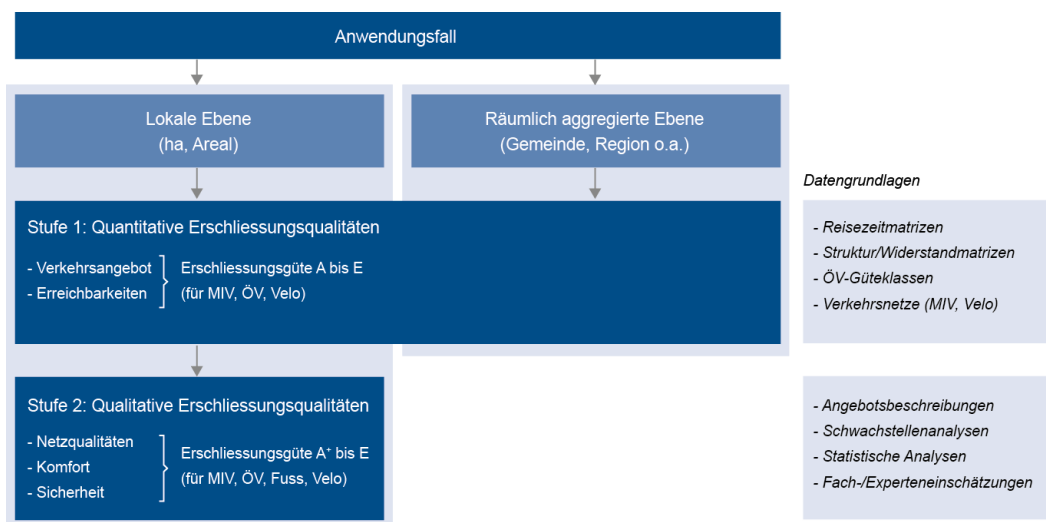 Anwendungsfall
Lokale Ebene
(ha, Areal)
Räumlich aggregierte Ebene
(Gemeinde, Region o.a.)
Datengrundlagen
Stufe 1: Quantitative Erschliessungsqualitäten
- Verkehrsangebot
- Erreichbarkeiten
Erschliessungsgüte A bis E
(für MIV, ÖV, Velo)
- Reisezeitmatrizen
- Struktur/Widerstandmatrizen
- ÖV-Güteklassen
- Verkehrsnetze (MIV, Velo)
Stufe 2: Qualitative Erschliessungsqualitäten
- Netzqualitäten
- Komfort
- Sicherheit
Erschliessungsgüte A⁺ bis E
(für MIV, ÖV, Fuss, Velo)
- Angebotsbeschreibungen
- Schwachstellenanalysen
- Statistische Analysen
- Fach-/Experteneinschätzungen